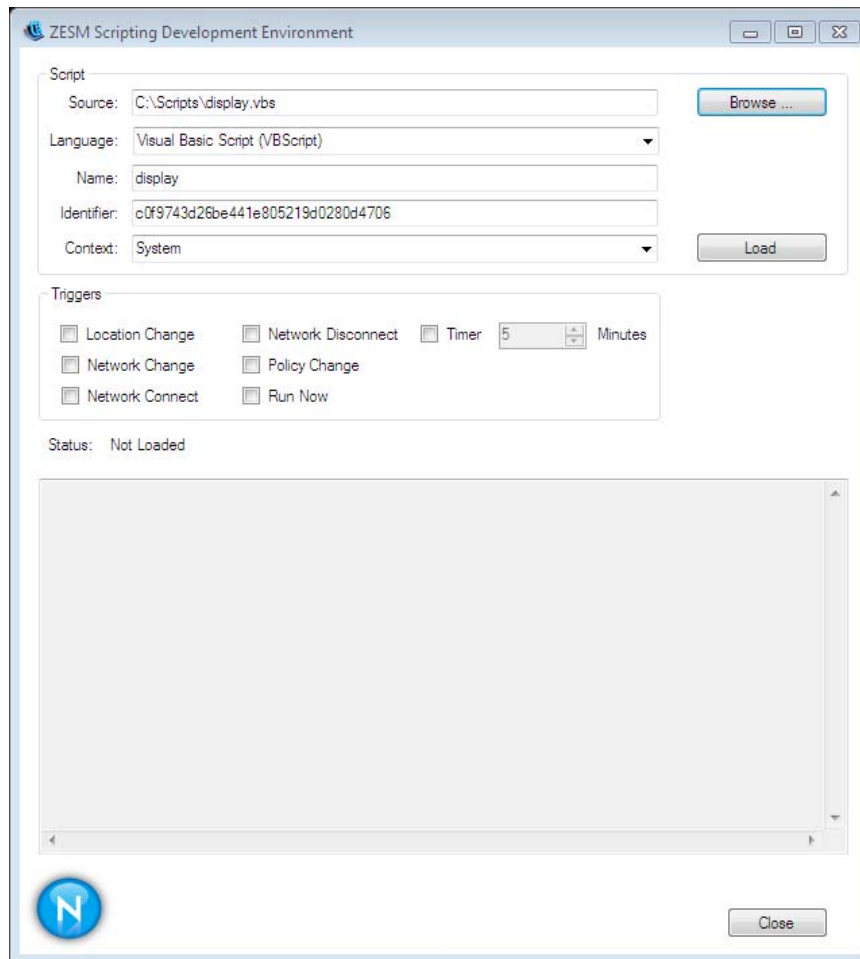 ZESM Scripting Development Environment
Script
Source: C:\Scripts\display.vbs Browse ...
Language: Visual Basic Script (VBScript)
Name: display
Identifier: c0f9743d26be441e805219d0280d4706
Context: System Load
Triggers
Location Change Network Disconnect Timer 5 Minutes
Network Change Policy Change
Network Connect Run Now
Status: Not Loaded
N
Close